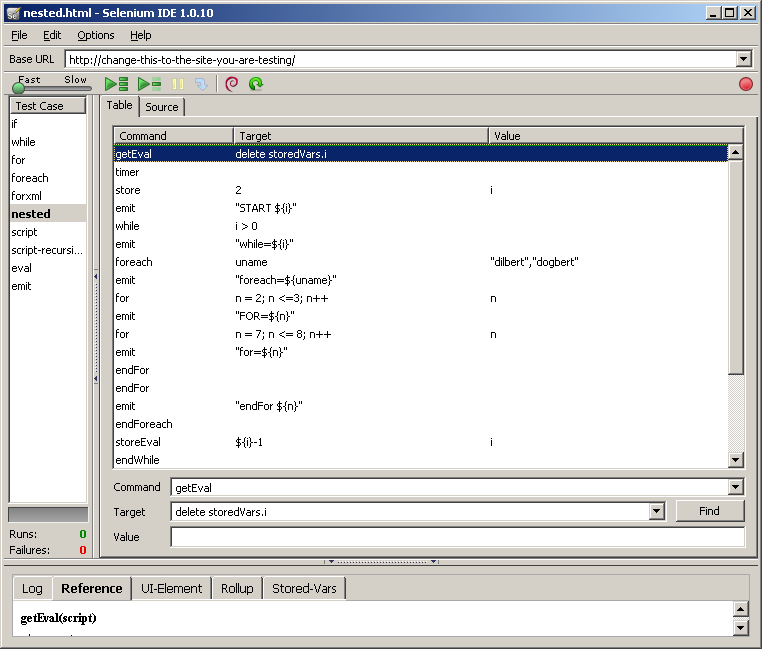 nested.html - Selenium IDE 1.0.10
File Edit Options Help
Base URL http://change-this-to-the-site-you-are-testing/
Fast Slow
Test Case
if
while
for
foreach
forxml
nested
script
script-recursi...
eval
emit
Runs: 0
Failures: 0
Table Source
Command Target Value
getEval delete storedVars.i
timer
store 2 i
emit "START ${i}"
while i > 0
emit "while=${i}"
foreach uname "dilbert","dogbert"
emit "foreach=${uname}"
for n = 2; n <=3; n++ n
emit "FOR=${n}"
for n = 7; n <= 8; n++ n
emit "for=${n}"
endFor
endFor
emit "endFor ${n}"
endForeach
storeEval ${i}-1 i
endWhile
Command getEval
Target delete storedVars.i Find
Value
Log Reference UI-Element Rollup Stored-Vars
getEval(script)